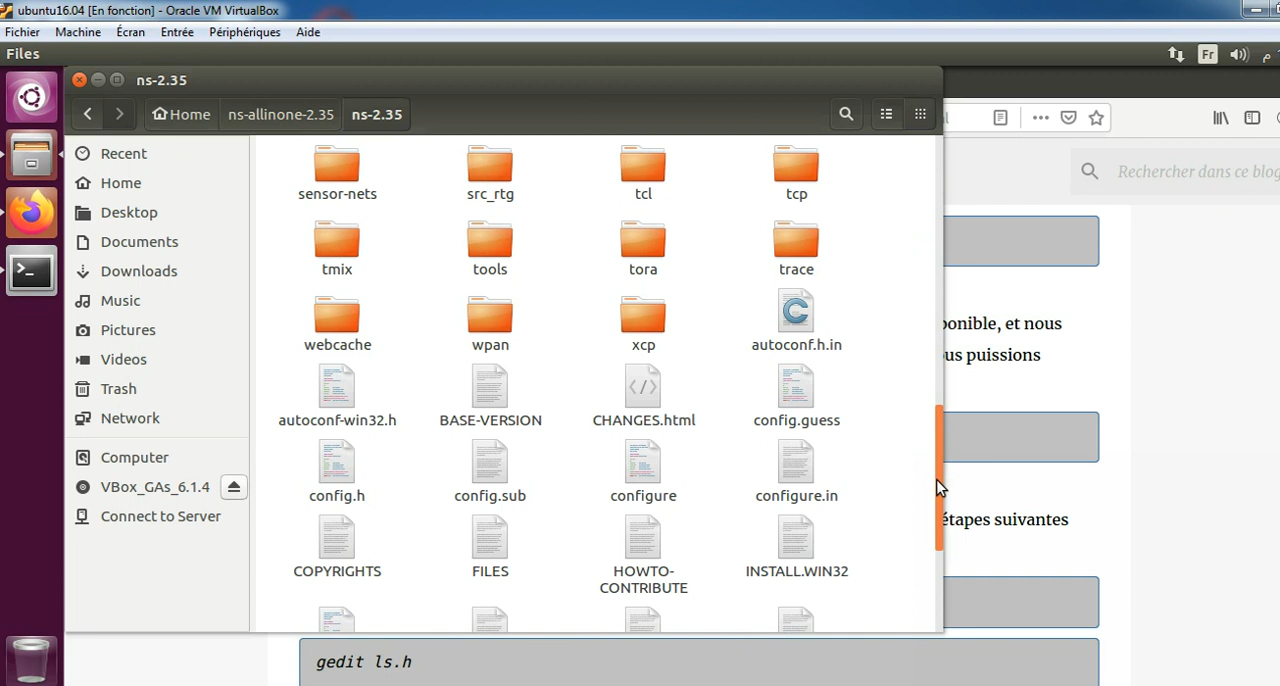 ubuntu16.04 [En fonction] - Oracle VM VirtualBox
Fichier Machine Écran Entrée Périphériques Aide
Files
Fr
ns-2.35
Home ns-allinone-2.35 ns-2.35
Recent
Home
Desktop
Documents
Downloads
Music
Pictures
Videos
Trash
Network
Computer
VBox_GAs_6.1.4
Connect to Server
sensor-nets src_rtg tcl tcp
tmix tools tora trace
webcache wpan xcp autoconf.h.in
autoconf-win32.h BASE-VERSION CHANGES.html config.guess
config.h config.sub configure configure.in
COPYRIGHTS FILES HOWTO-CONTRIBUTE INSTALL.WIN32
Rechercher dans ce blog
ponible, et nous
us puissions
étapes suivantes
gedit ls.h